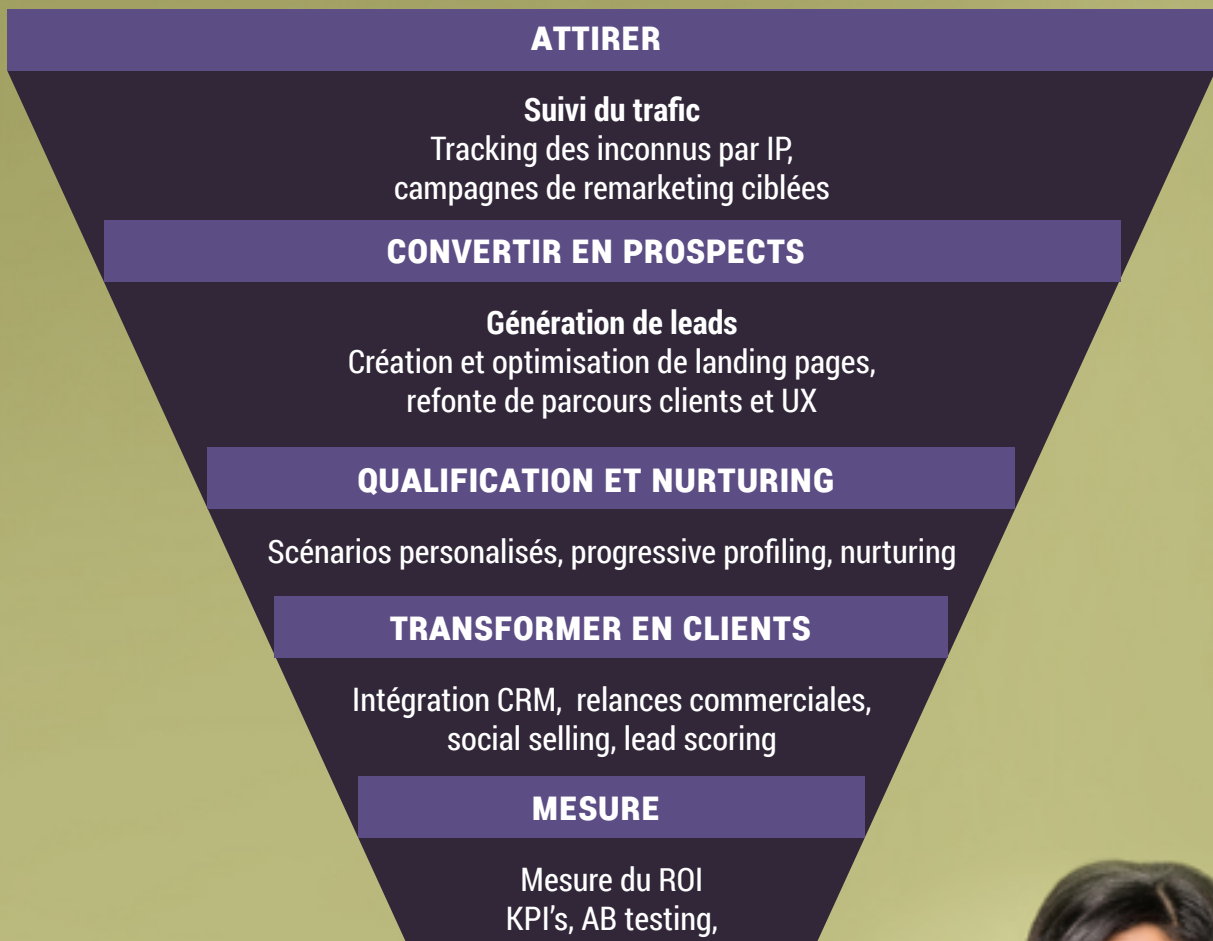 ATTIRER
Suivi du trafic
Tracking des inconnus par IP,
campagnes de remarketing ciblées
CONVERTIR EN PROSPECTS
Génération de leads
Création et optimisation de landing pages,
refonte de parcours clients et UX
QUALIFICATION ET NURTURING
Scénarios personalisés, progressive profiling, nurturing
TRANSFORMER EN CLIENTS
Intégration CRM,  relances commerciales,
social selling, lead scoring
MESURE
Mesure du ROI
KPI's, AB testing,